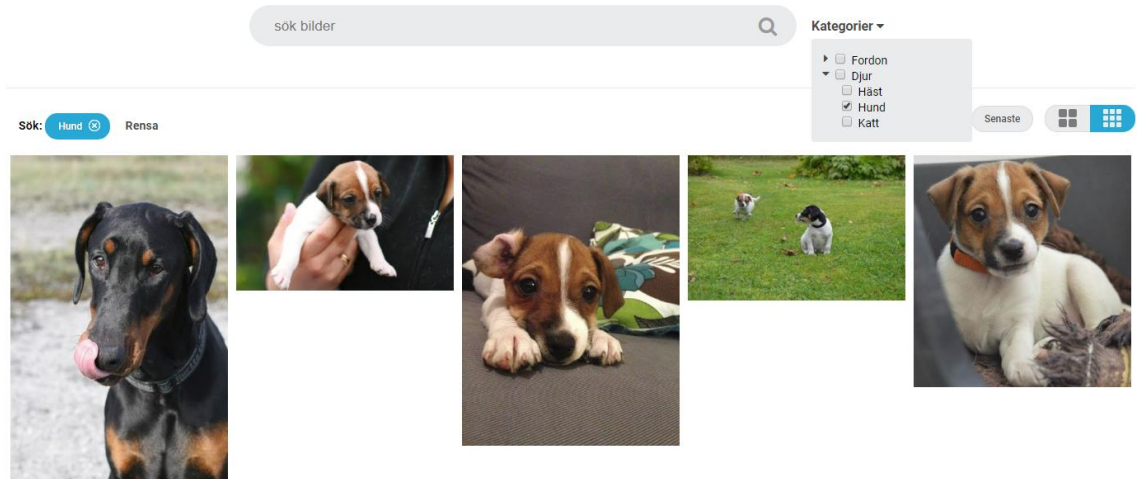 sök bilder
Kategorier
Fordon
Djur
Häst
Hund
Katt
Sök: Hund Rensa
Senaste